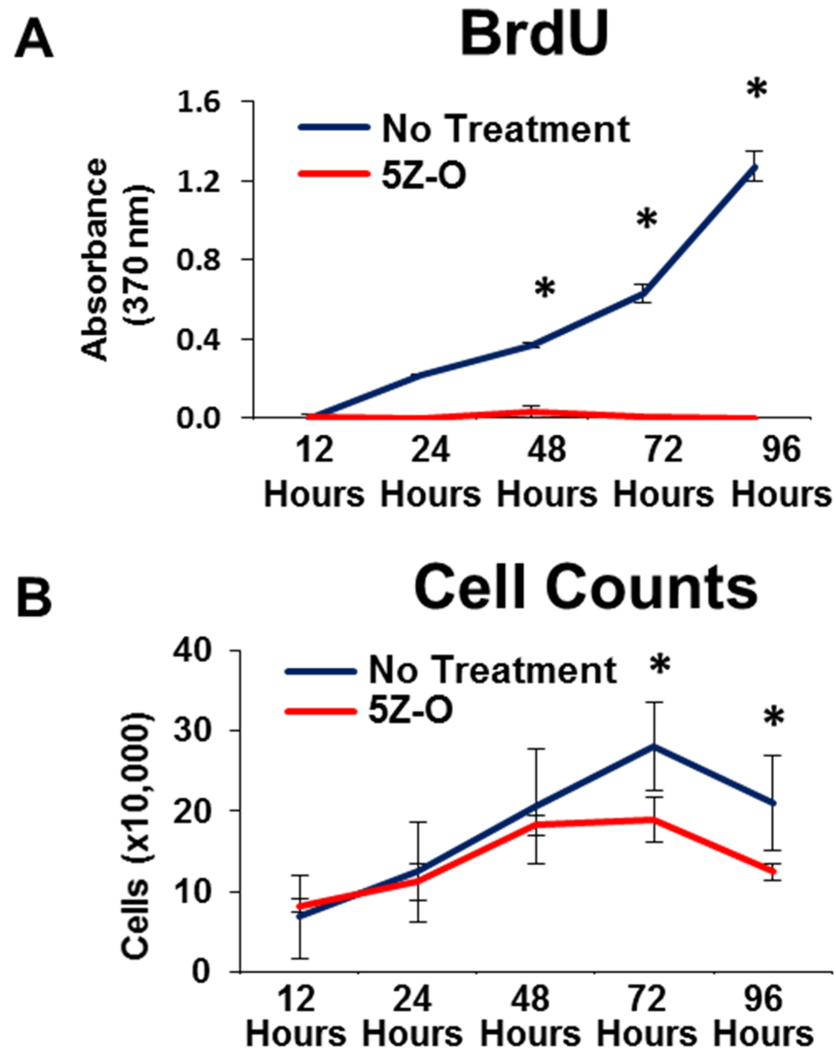 A
BrdU
*
1.6
No Treatment
5Z-O
1.2
*
Absorbance
(370 nm)
0.8
*
0.4
0.0
12 24 48 72 96
Hours Hours Hours Hours Hours
B
Cell Counts
40
No Treatment
*
5Z-O
*
30
Cells (x10,000)
20
10
0
12 24 48 72 96
Hours Hours Hours Hours Hours